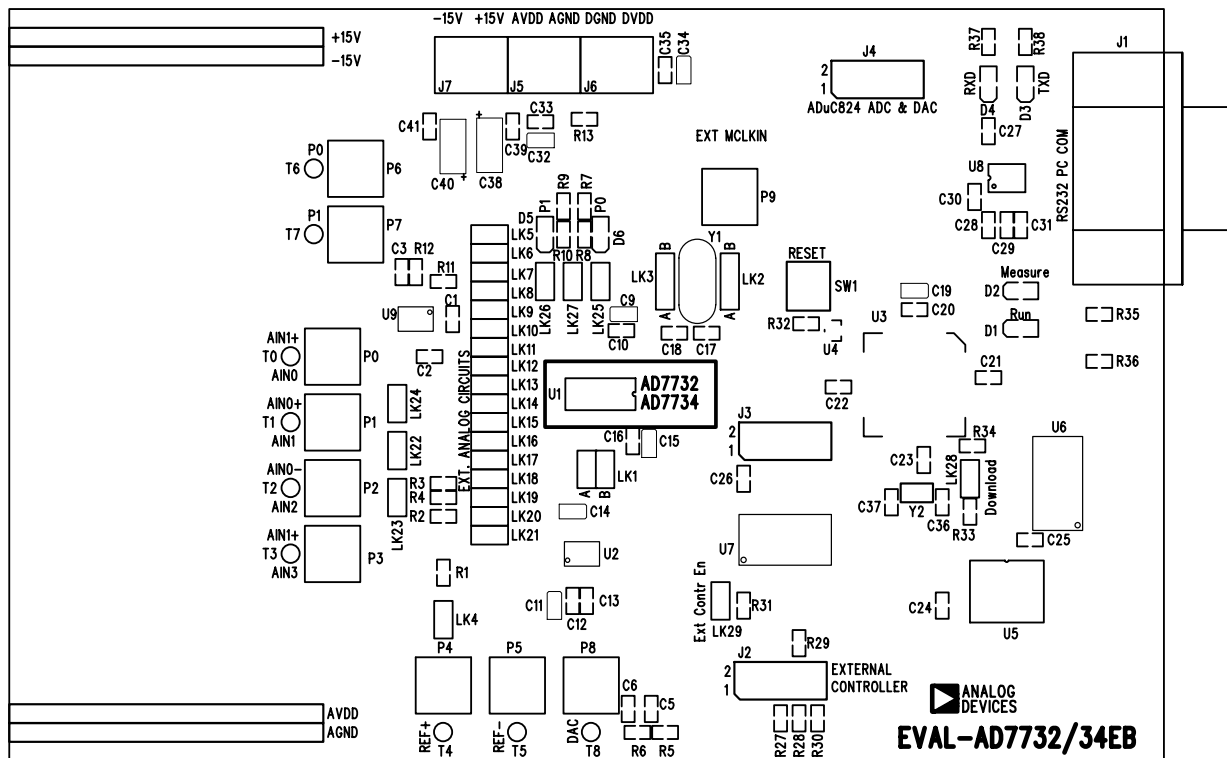 -15V +15V AVDD AGND DGND DVDD
+15V
-15V
J7
J5
J6
C35
C34
J4
2
1
ADuC824 ADC & DAC
R37
R38
RXD
TXD
D4
D3
C27
J1
RS232 PC COM
C41
C40
+
+
C38
C39
C33
C32
R13
EXT MCLKIN
P9
U8
C30
C28
C29
C31
P0
T6
P6
P1
T7
P7
C3
R12
R11
U9
C1
C2
D5
P1
R9
R7
P0
R10
R8
D6
LK5
LK6
LK7
LK8
LK9
LK10
LK11
LK12
LK13
LK14
LK15
LK16
LK17
LK18
LK19
LK20
LK21
EXT. ANALOG CIRCUITS
LK26
LK27
LK25
C9
C10
B
LK3
A
Y1
B
LK2
A
C18
C17
RESET
SW1
R32
U4
U3
C19
C20
Measure
D2
Run
D1
R35
R36
C21
C22
AIN1+
T0
AIN0
P0
AIN0+
T1
AIN1
P1
AIN0-
T2
AIN2
P2
AIN1+
T3
AIN3
P3
LK24
LK22
LK23
R3
R4
R2
U1
AD7732
AD7734
C16
C15
A
B
LK1
C14
U2
C11
C12
C13
J3
2
1
C26
U7
C23
C37
Y2
C36
LK28
Download
R34
R33
U6
C25
C24
U5
R1
LK4
Ext Contr En
LK29
R31
R29
P4
P5
P8
REF+
T4
REF-
T5
DAC
T8
C6
C5
R6
R5
J2
2
1
EXTERNAL
CONTROLLER
R27
R28
R30
AVDD
AGND
ANALOG
DEVICES
EVAL-AD7732/34EB